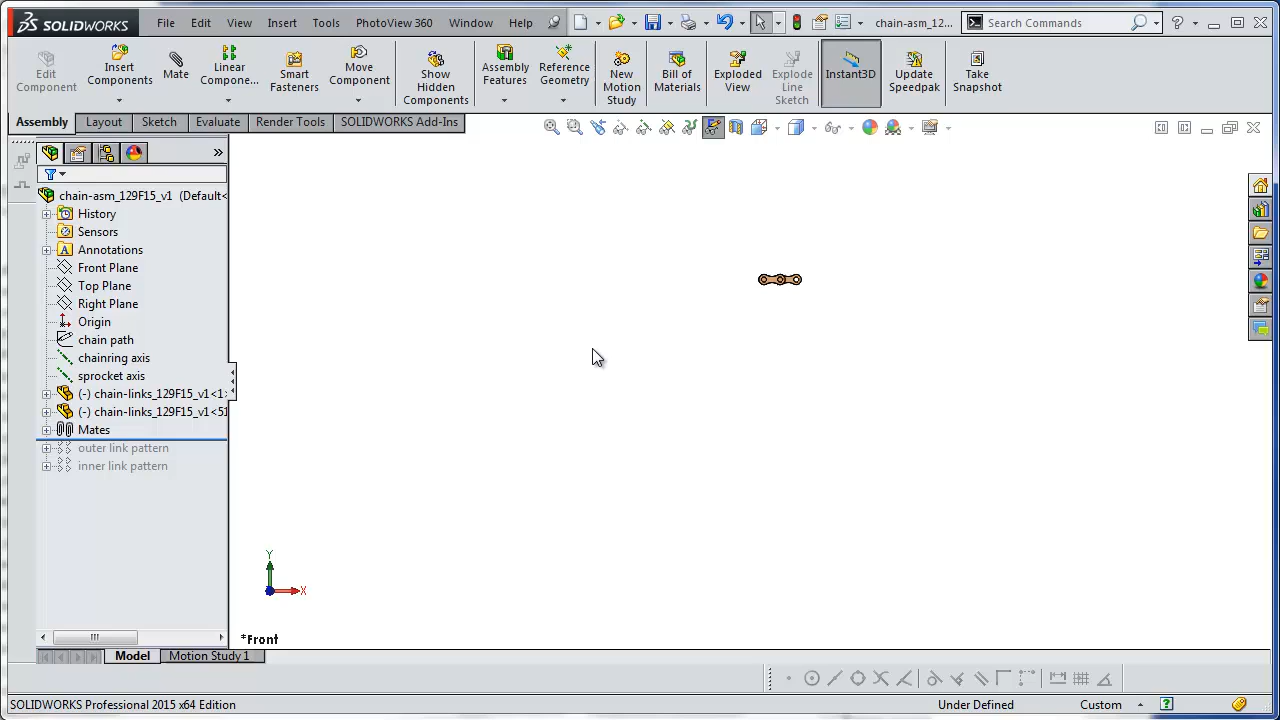 SOLIDWORKS File Edit View Insert Tools PhotoView 360 Window Help chain-asm_12... Search Commands
Edit Component
Insert Components
Mate
Linear Compone...
Smart Fasteners
Move Component
Show Hidden Components
Assembly Features
Reference Geometry
New Motion Study
Bill of Materials
Exploded View
Explode Line Sketch
Instant3D
Update Speedpak
Take Snapshot
Assembly Layout Sketch Evaluate Render Tools SOLIDWORKS Add-Ins
chain-asm_129F15_v1 (Default<
History
Sensors
Annotations
Front Plane
Top Plane
Right Plane
Origin
chain path
chainring axis
sprocket axis
(-) chain-links_129F15_v1<1>
(-) chain-links_129F15_v1<51
Mates
outer link pattern
inner link pattern
Y
X
*Front
Model Motion Study 1
SOLIDWORKS Professional 2015 x64 Edition Under Defined Custom